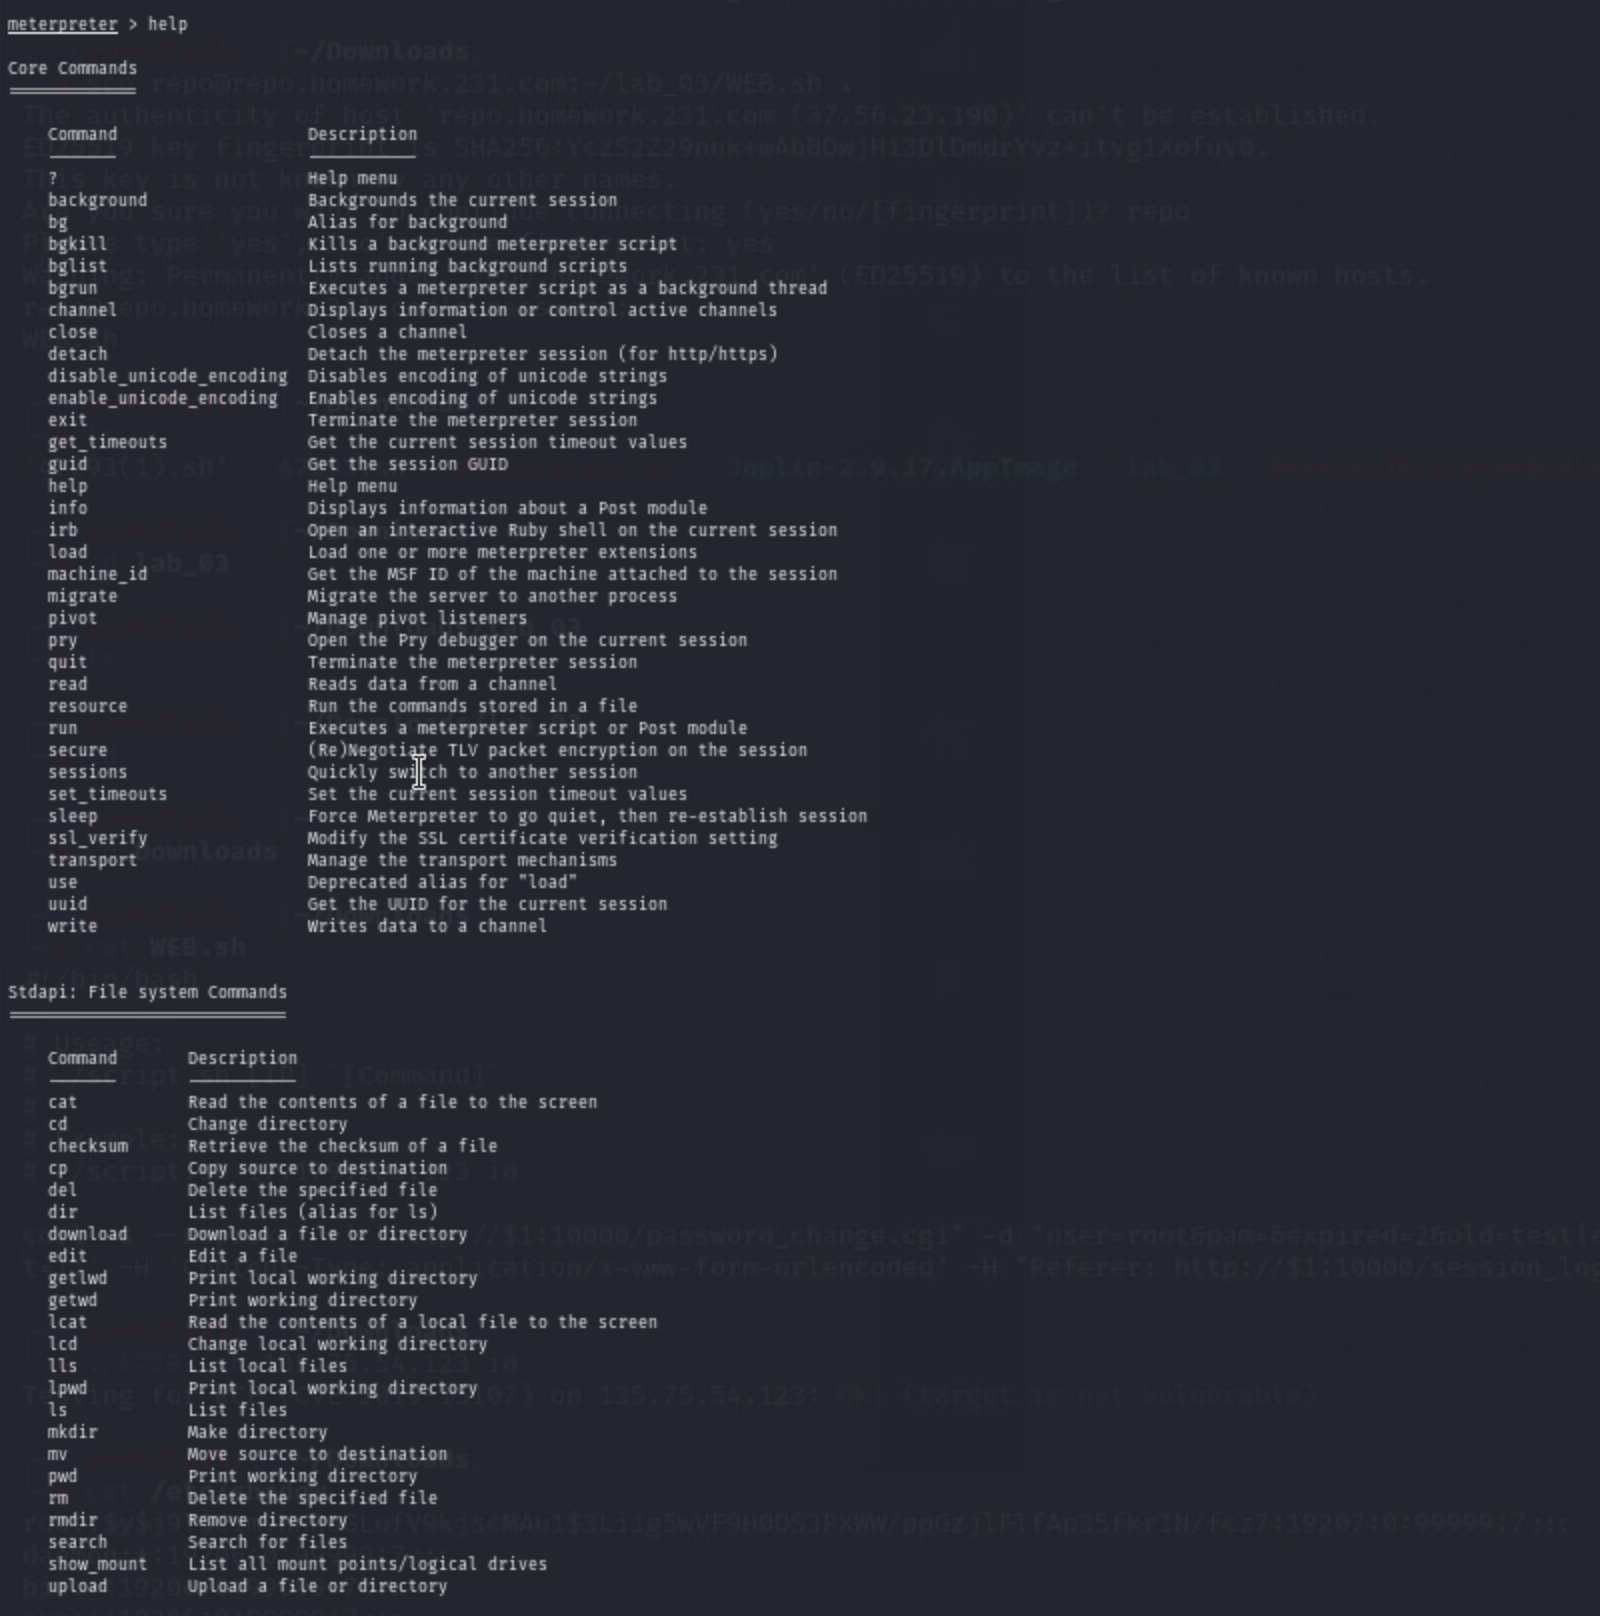 meterpreter > help
Core Commands
Command Description
? Help menu
background Backgrounds the current session
bg Alias for background
bgkill Kills a background meterpreter script
bglist Lists running background scripts
bgrun Executes a meterpreter script as a background thread
channel Displays information or control active channels
close Closes a channel
detach Detach the meterpreter session (for http/https)
disable_unicode_encoding Disables encoding of unicode strings
enable_unicode_encoding Enables encoding of unicode strings
exit Terminate the meterpreter session
get_timeouts Get the current session timeout values
guid Get the session GUID
help Help menu
info Displays information about a Post module
irb Open an interactive Ruby shell on the current session
load Load one or more meterpreter extensions
machine_id Get the MSF ID of the machine attached to the session
migrate Migrate the server to another process
pivot Manage pivot listeners
pry Open the Pry debugger on the current session
quit Terminate the meterpreter session
read Reads data from a channel
resource Run the commands stored in a file
run Executes a meterpreter script or Post module
secure (Re)Negotiate TLV packet encryption on the session
sessions Quickly switch to another session
set_timeouts Set the current session timeout values
sleep Force Meterpreter to go quiet, then re-establish session
ssl_verify Modify the SSL certificate verification setting
transport Manage the transport mechanisms
use Deprecated alias for "load"
uuid Get the UUID for the current session
write Writes data to a channel
Stdapi: File system Commands
Command Description
cat Read the contents of a file to the screen
cd Change directory
checksum Retrieve the checksum of a file
cp Copy source to destination
del Delete the specified file
dir List files (alias for ls)
download Download a file or directory
edit Edit a file
getlwd Print local working directory
getwd Print working directory
lcat Read the contents of a local file to the screen
lcd Change local working directory
lls List local files
lpwd Print local working directory
ls List files
mkdir Make directory
mv Move source to destination
pwd Print working directory
rm Delete the specified file
rmdir Remove directory
search Search for files
show_mount List all mount points/logical drives
upload Upload a file or directory